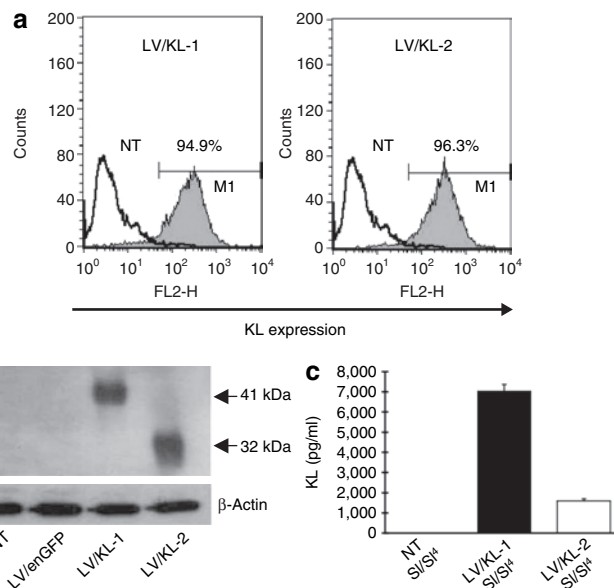 a
LV/KL-1
LV/KL-2
200
160
120
80
40
0
Counts
NT
94.9%
M1
10⁰ 10¹ 10² 10³ 10⁴
FL2-H
200
160
120
80
40
0
Counts
NT
96.3%
M1
10⁰ 10¹ 10² 10³ 10⁴
FL2-H
KL expression
41 kDa
32 kDa
β-Actin
LV/enGFP
LV/KL-1
LV/KL-2
c
8,000
7,000
6,000
5,000
4,000
3,000
2,000
1,000
0
KL (pg/ml)
NT
Sl/Sl⁴
LV/KL-1
Sl/Sl⁴
LV/KL-2
Sl/Sl⁴